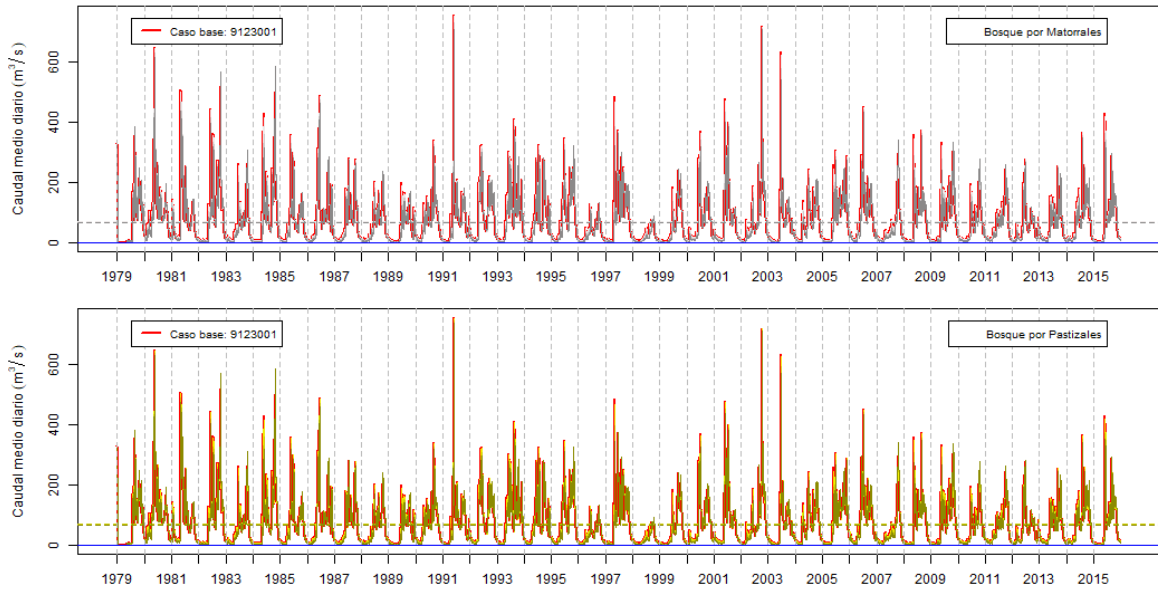 Caudal medio diario (m³/s)
Caso base: 9123001
Bosque por Matorrales
600
400
200
0
1979 1981 1983 1985 1987 1989 1991 1993 1995 1997 1999 2001 2003 2005 2007 2009 2011 2013 2015
Caudal medio diario (m³/s)
Caso base: 9123001
Bosque por Pastizales
600
400
200
0
1979 1981 1983 1985 1987 1989 1991 1993 1995 1997 1999 2001 2003 2005 2007 2009 2011 2013 2015